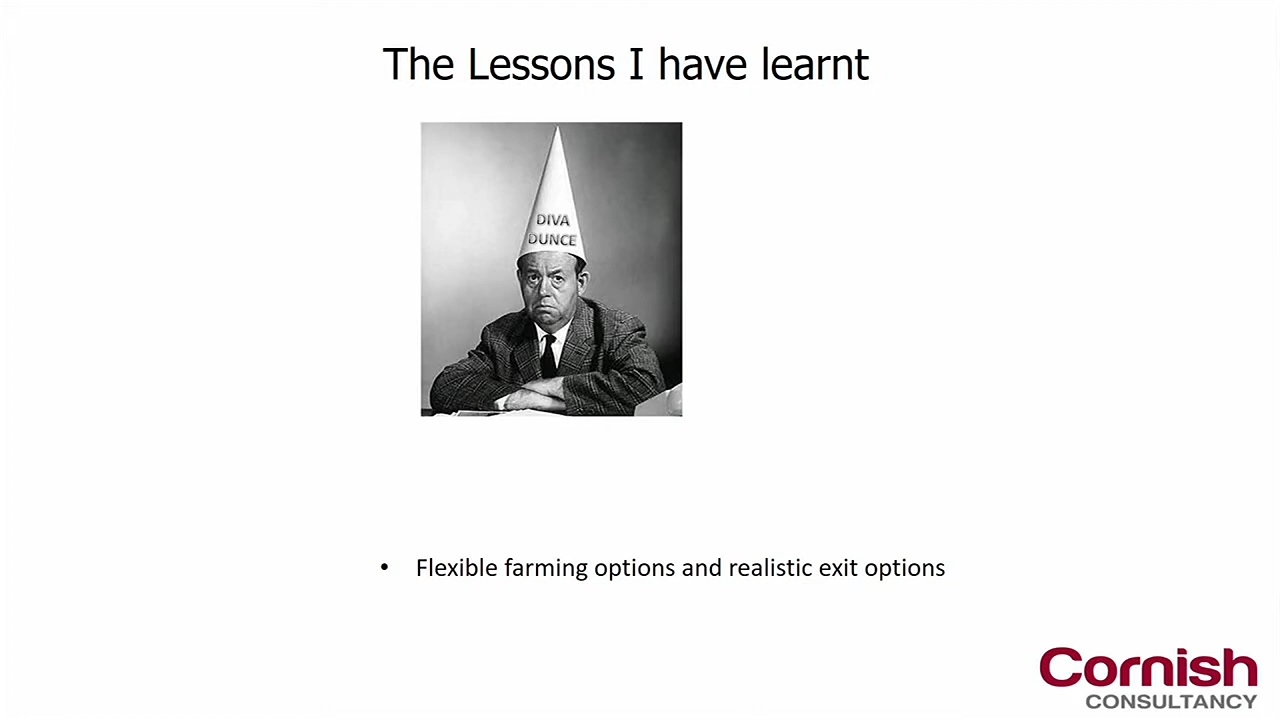 The Lessons I have learnt
DIVA
DUNCE
• Flexible farming options and realistic exit options
Cornish
CONSULTANCY